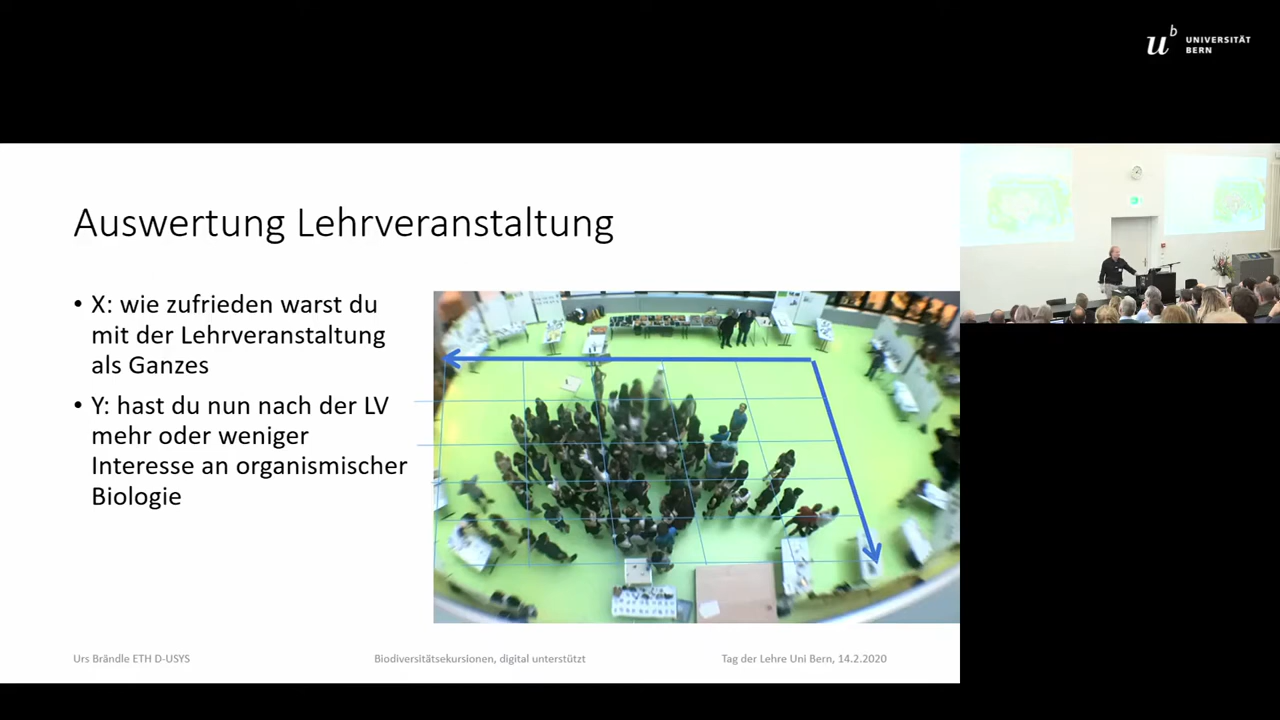 u b UNIVERSITÄT
BERN
Auswertung Lehrveranstaltung
• X: wie zufrieden warst du
mit der Lehrveranstaltung
als Ganzes
• Y: hast du nun nach der LV
mehr oder weniger
Interesse an organismischer
Biologie
Urs Brändle ETH D-USYS
Biodiversitätsekursionen, digital unterstützt
Tag der Lehre Uni Bern, 14.2.2020